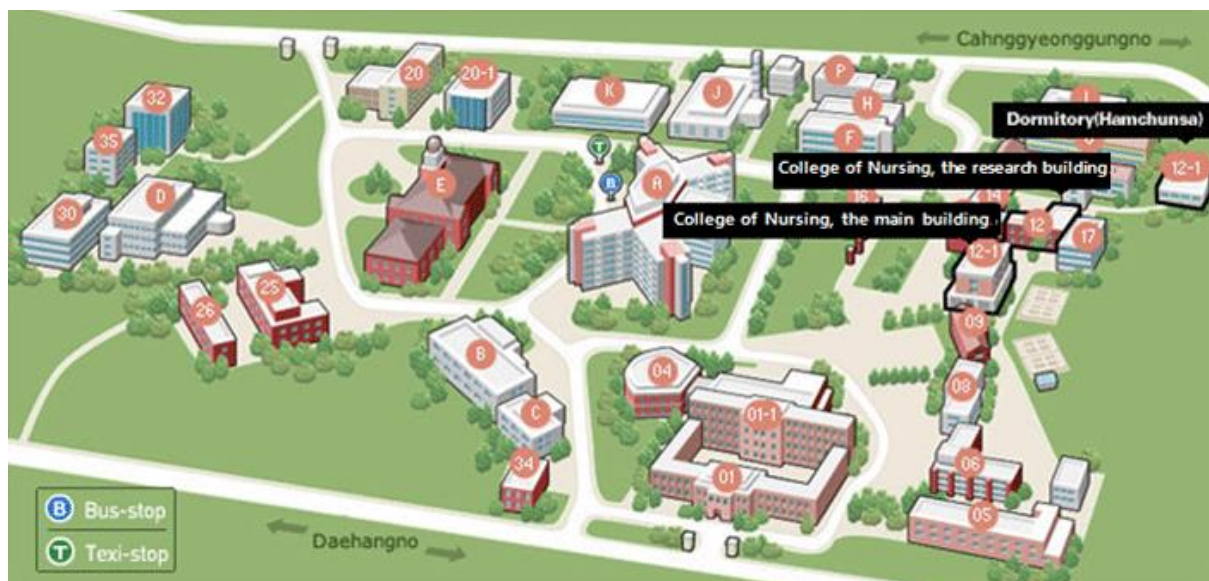 Cahnggyeonggungno
20
20-1
K
J
P
H
F
I
Dormitory(Hamchunsa)
32
35
T
12-1
College of Nursing, the research building
E
B
A
16
14
College of Nursing, the main building
D
30
12
17
12-1
25
26
09
B
04
08
C
01-1
34
06
01
05
B Bus-stop
T Texi-stop
Daehangno